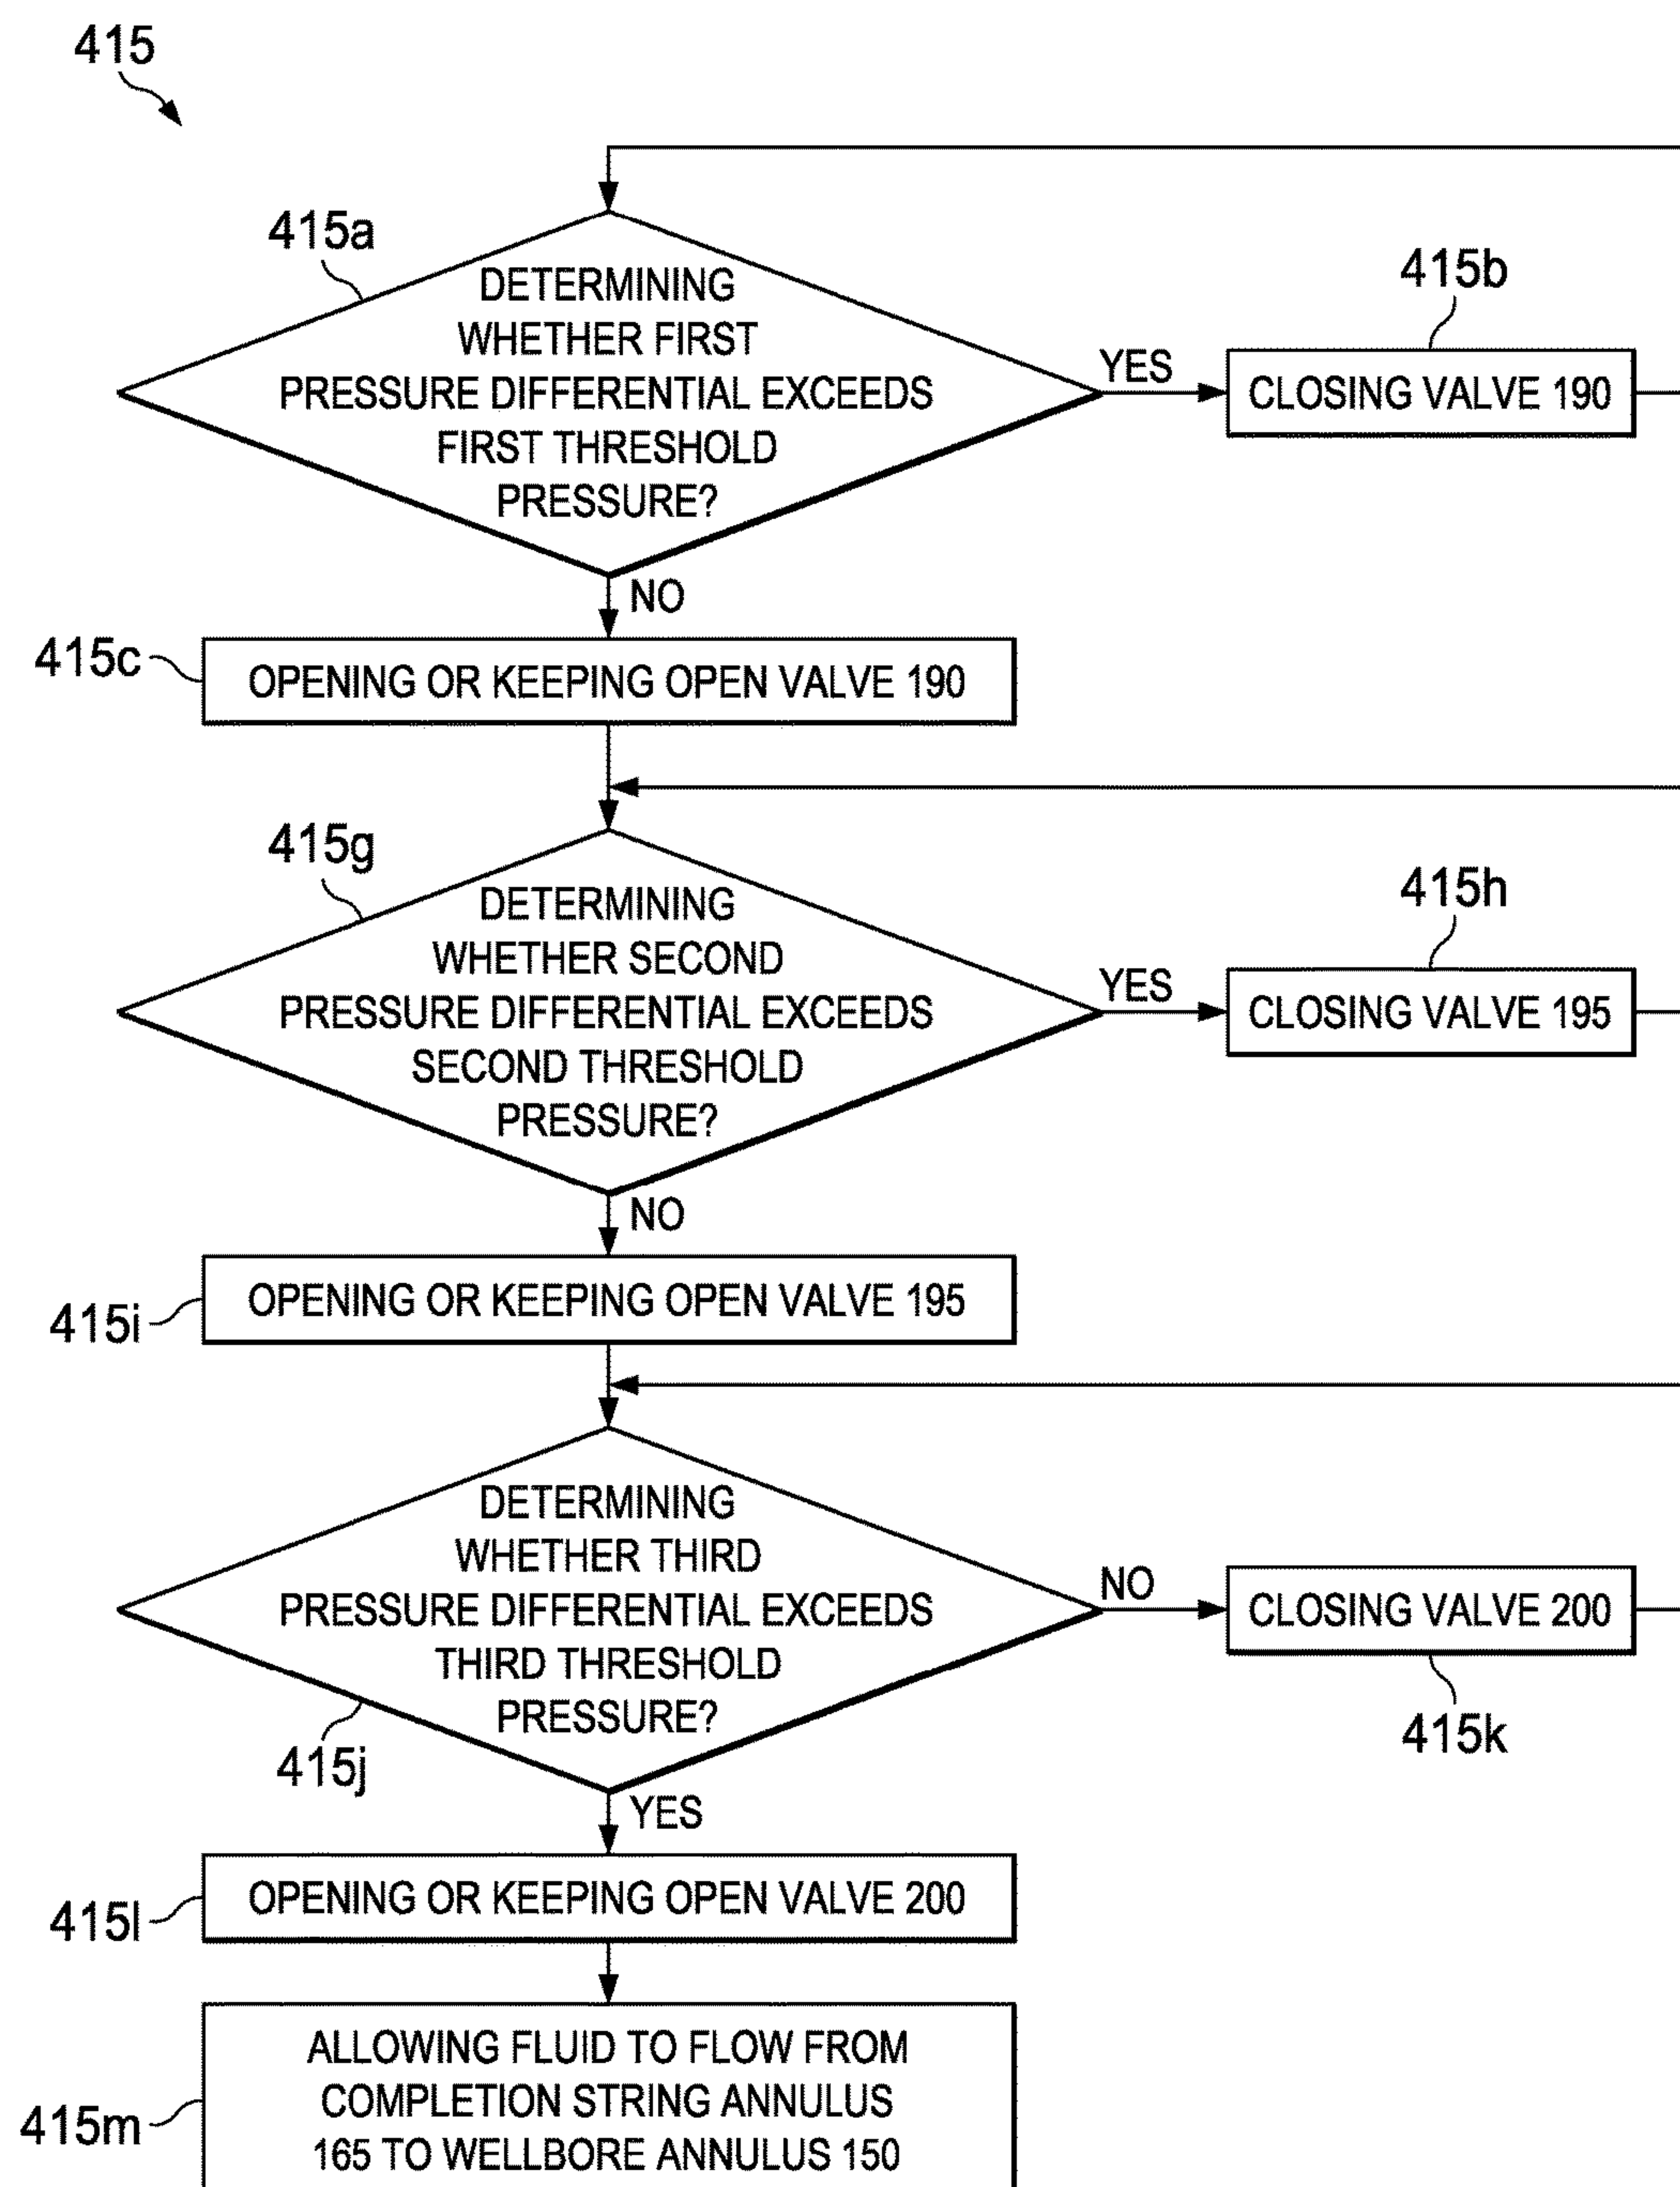 415
415a
DETERMINING
WHETHER FIRST
PRESSURE DIFFERENTIAL EXCEEDS
FIRST THRESHOLD
PRESSURE?
YES
415b
CLOSING VALVE 190
NO
415c
OPENING OR KEEPING OPEN VALVE 190
415g
DETERMINING
WHETHER SECOND
PRESSURE DIFFERENTIAL EXCEEDS
SECOND THRESHOLD
PRESSURE?
YES
415h
CLOSING VALVE 195
NO
415i
OPENING OR KEEPING OPEN VALVE 195
DETERMINING
WHETHER THIRD
PRESSURE DIFFERENTIAL EXCEEDS
THIRD THRESHOLD
PRESSURE?
415j
NO
CLOSING VALVE 200
415k
YES
415l
OPENING OR KEEPING OPEN VALVE 200
415m
ALLOWING FLUID TO FLOW FROM
COMPLETION STRING ANNULUS
165 TO WELLBORE ANNULUS 150